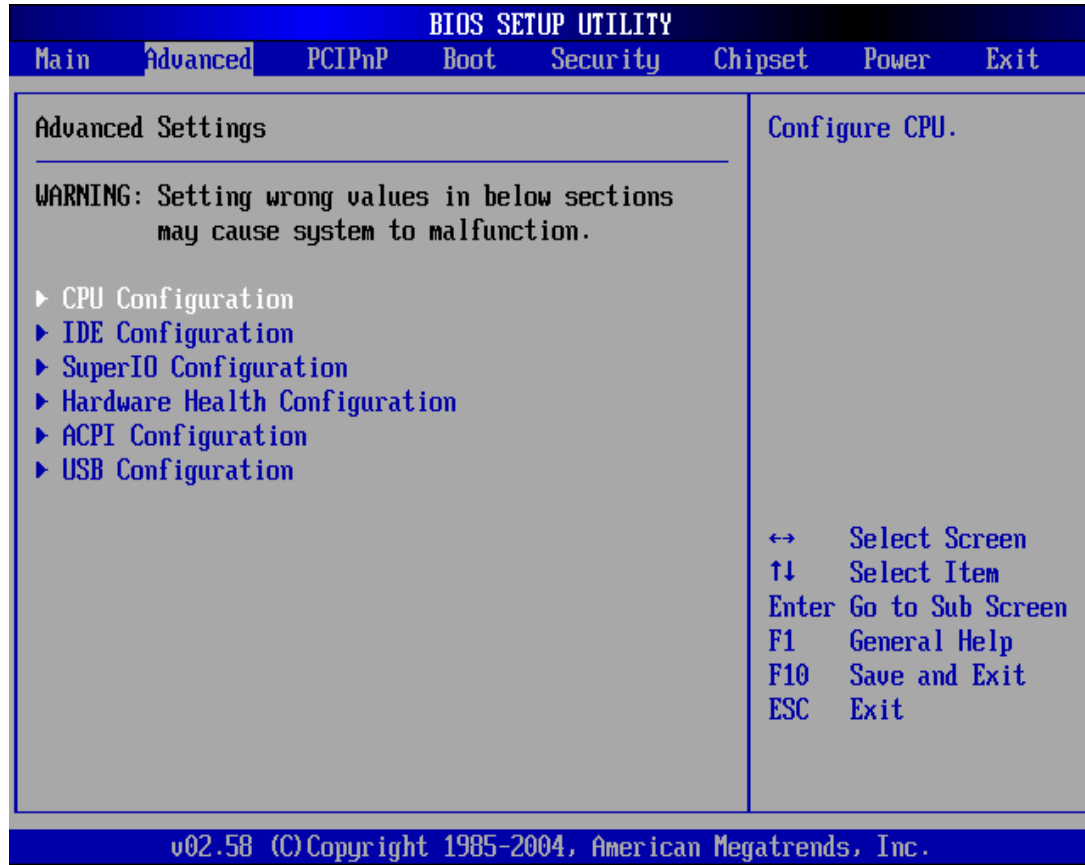 BIOS SETUP UTILITY
Main Advanced PCIPnP Boot Security Chipset Power Exit
Advanced Settings
WARNING: Setting wrong values in below sections
may cause system to malfunction.
▶ CPU Configuration
▶ IDE Configuration
▶ SuperIO Configuration
▶ Hardware Health Configuration
▶ ACPI Configuration
▶ USB Configuration
Configure CPU.
↔ Select Screen
↑↓ Select Item
Enter Go to Sub Screen
F1 General Help
F10 Save and Exit
ESC Exit
v02.58 (C)Copyright 1985-2004, American Megatrends, Inc.